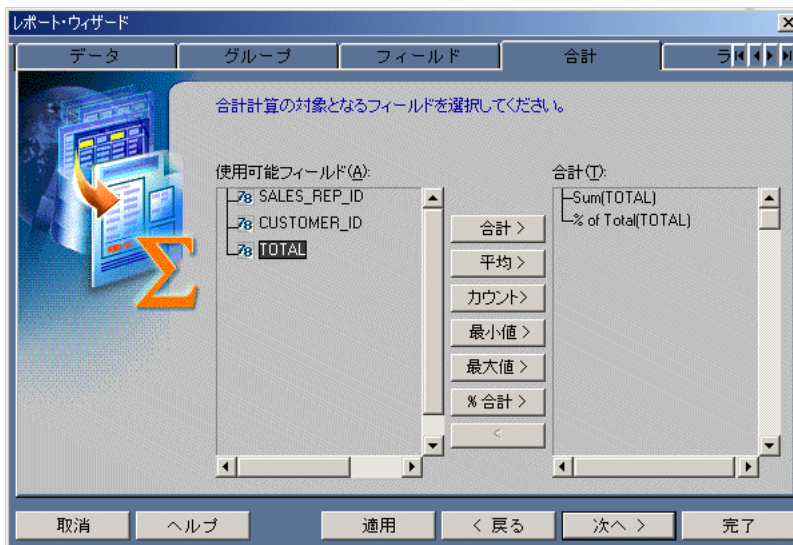 レポート・ウィザード
データ
グループ
フィールド
合計
ラ
合計計算の対象となるフィールドを選択してください。
使用可能フィールド(A):
78 SALES_REP_ID
78 CUSTOMER_ID
78 TOTAL
合計 >
平均 >
カウント>
最小値 >
最大値 >
% 合計 >
<
合計(T):
Sum(TOTAL)
% of Total(TOTAL)
取消
ヘルプ
適用
< 戻る
次へ >
完了